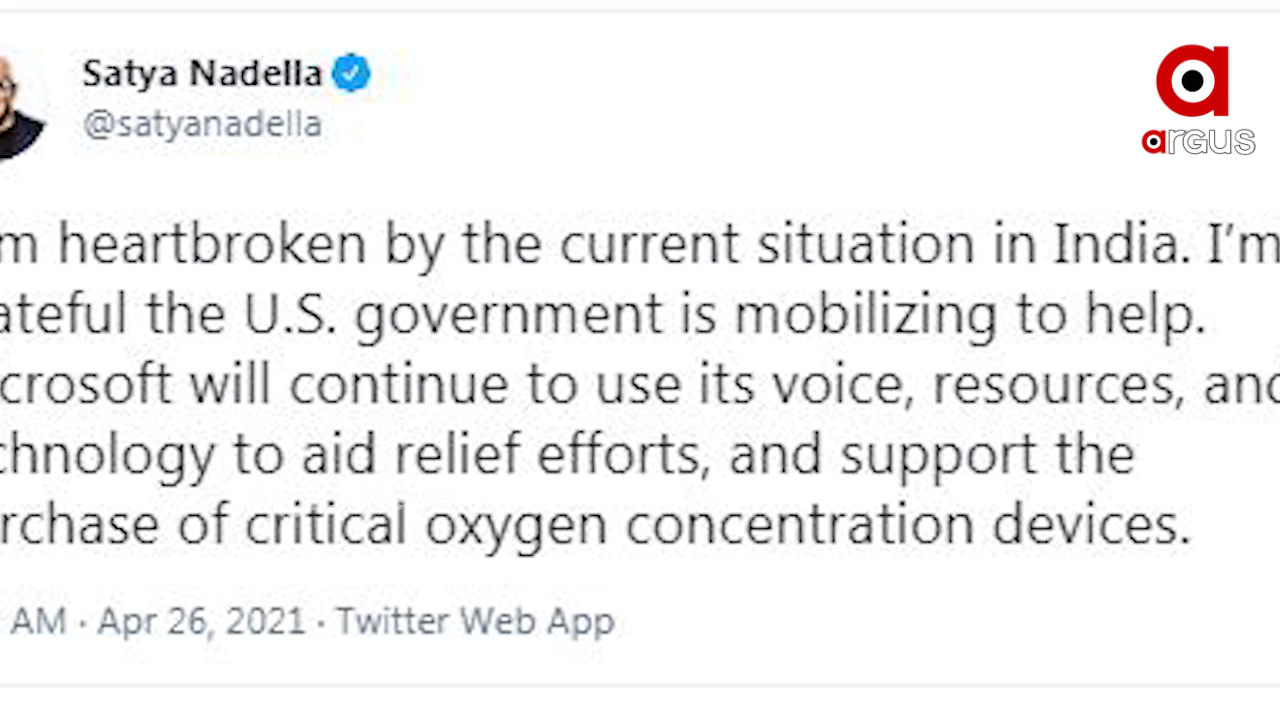 Satya Nadella
@satyanadella
argus
m heartbroken by the current situation in India. I'm
ateful the U.S. government is mobilizing to help.
crosoft will continue to use its voice, resources, and
chnology to aid relief efforts, and support the
rchase of critical oxygen concentration devices.
AM · Apr 26, 2021 · Twitter Web App